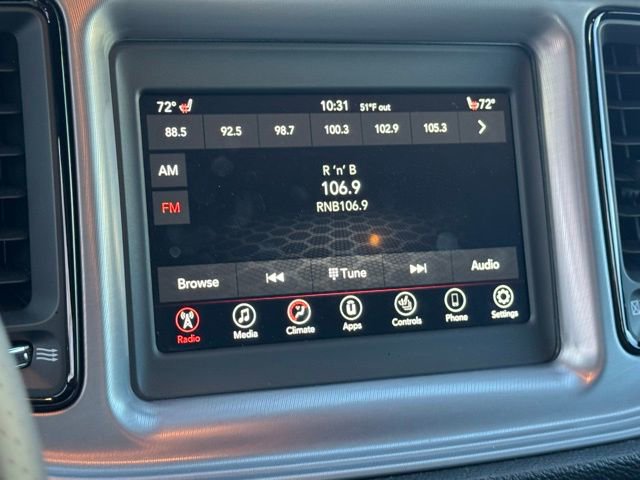 72° 10:31 51°F out 72°
88.5 92.5 98.7 100.3 102.9 105.3
AM
R 'n' B
106.9
FM
RNB106.9
Browse Tune Audio
Radio Media Climate Apps Controls Phone Settings